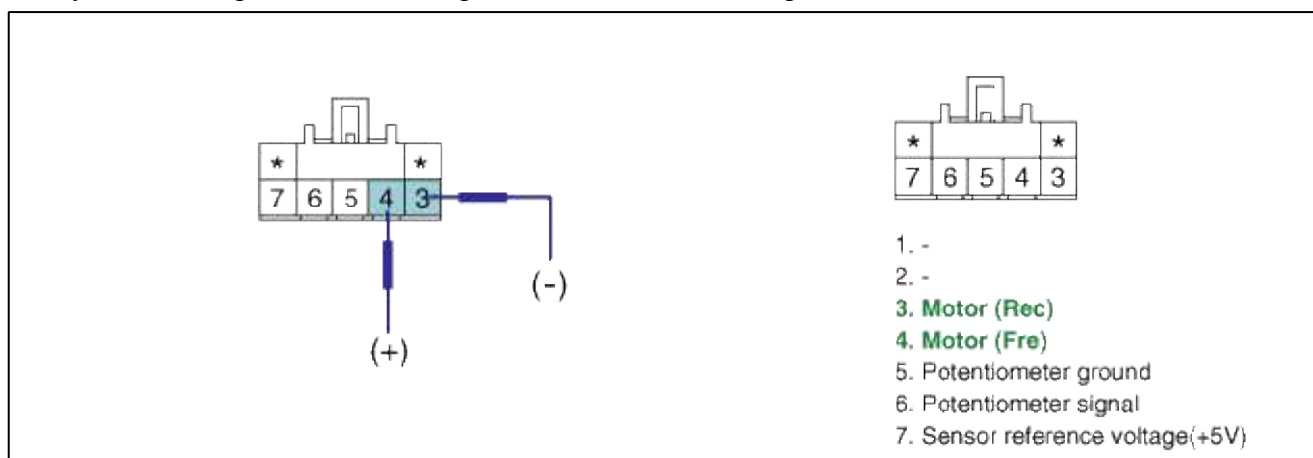 * *
7 6 5 4 3
(-)
(+)
* *
7 6 5 4 3
1. -
2. -
3. Motor (Rec)
4. Motor (Fre)
5. Potentiometer ground
6. Potentiometer signal
7. Sensor reference voltage(+5V)